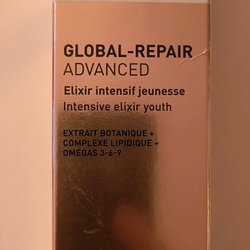 GLOBAL-REPAIR
ADVANCED
Elixir intensif jeunesse
Intensive elixir youth
EXTRAIT BOTANIQUE +
COMPLEXE LIPIDIQUE +
OMÉGAS 3-6-9